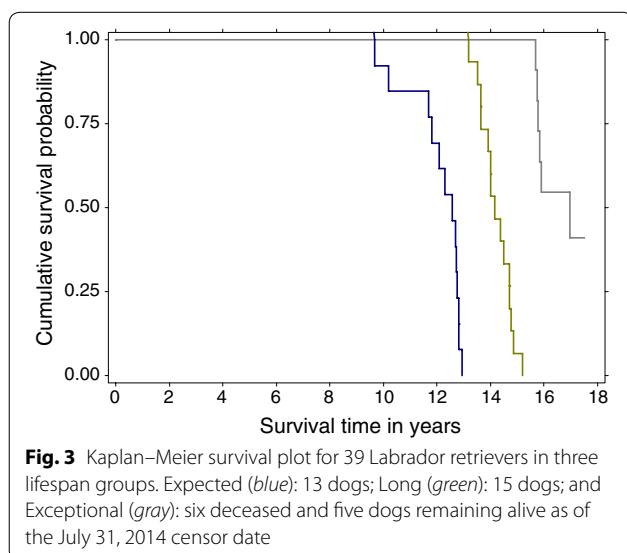 1.00
0.75
0.50
0.25
0.00
Cumulative survival probability
0 2 4 6 8 10 12 14 16 18
Survival time in years
Fig. 3 Kaplan–Meier survival plot for 39 Labrador retrievers in three
lifespan groups. Expected (blue): 13 dogs; Long (green): 15 dogs; and
Exceptional (gray): six deceased and five dogs remaining alive as of
the July 31, 2014 censor date